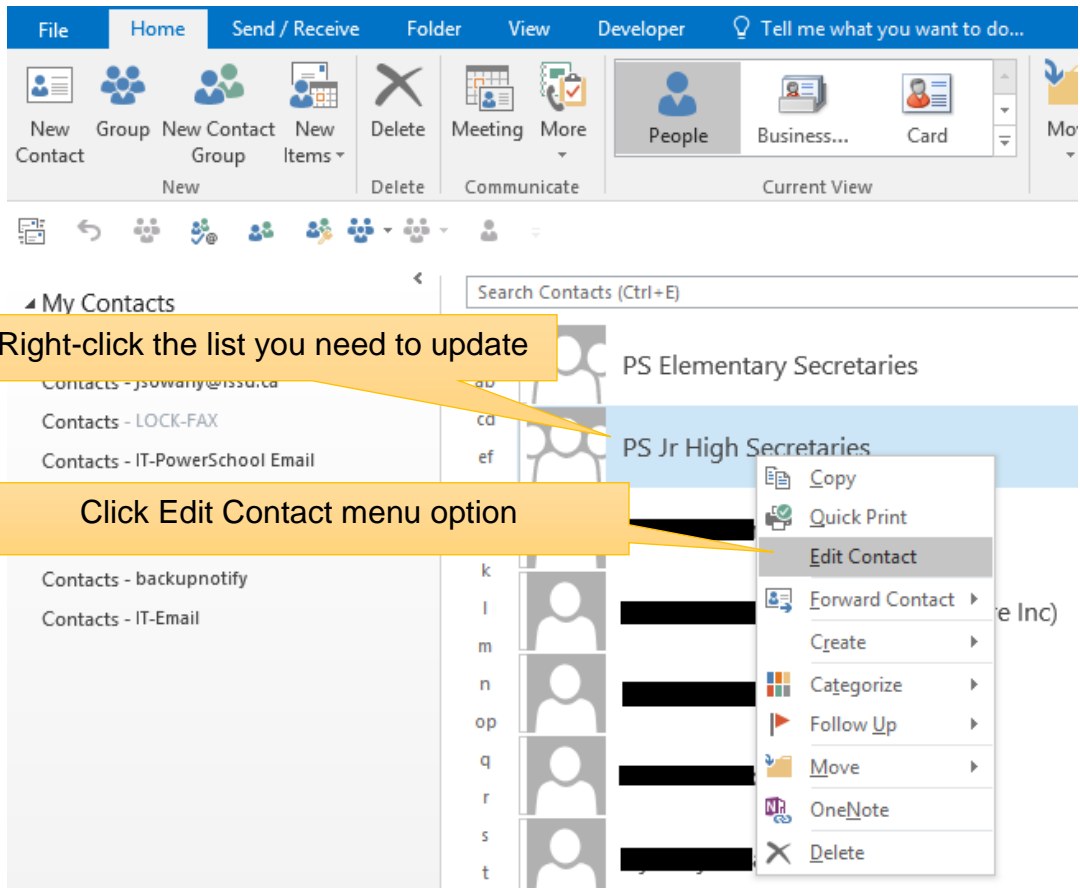 File Home Send / Receive Folder View Developer Tell me what you want to do...
New Contact
Group
New Contact Group
New Items
Delete
Meeting
More
People
Business...
Card
New
Delete
Communicate
Current View
My Contacts
Search Contacts (Ctrl+E)
Right-click the list you need to update
PS Elementary Secretaries
ab
Contacts - LOCK-FAX
cd
PS Jr High Secretaries
Contacts - IT-PowerSchool Email
ef
Click Edit Contact menu option
Contacts - backupnotify
Contacts - IT-Email
k
l
m
n
op
q
r
s
t
Copy
Quick Print
Edit Contact
Forward Contact
e Inc)
Create
Categorize
Follow Up
Move
OneNote
Delete